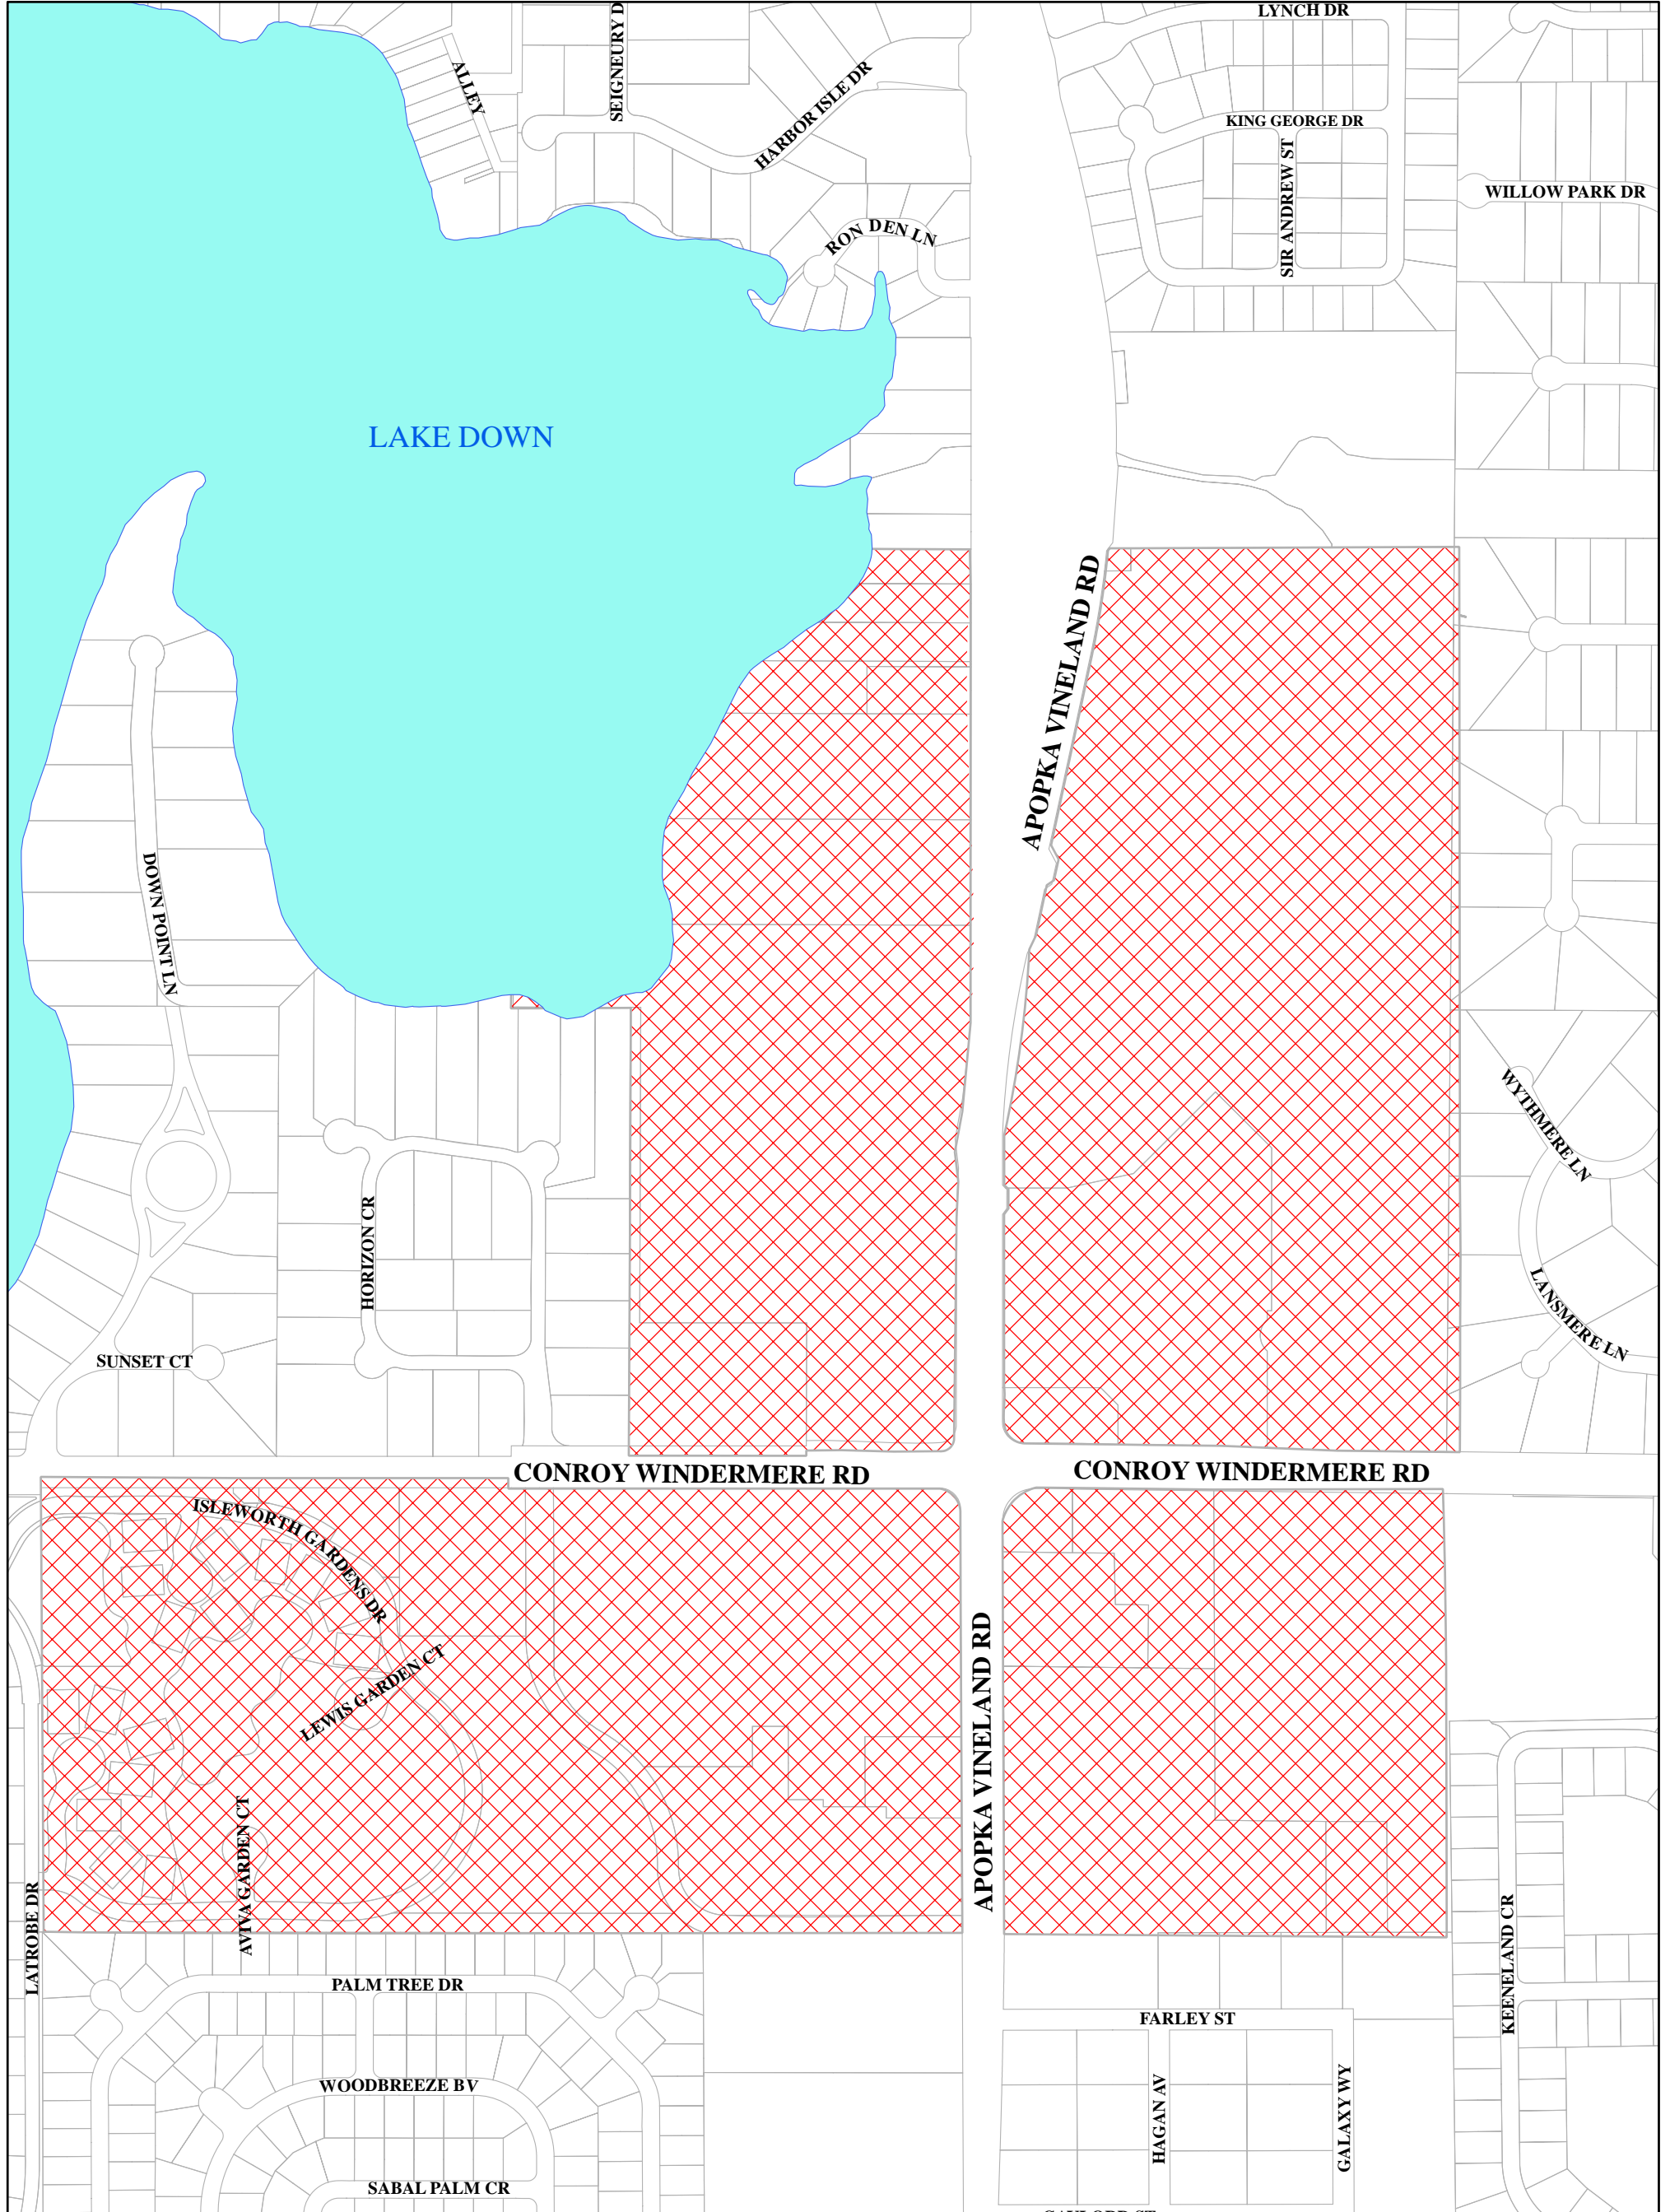 LYNCH DR
SEIGNEURY D
ALLEY
HARBOR ISLE DR
KING GEORGE DR
SIR ANDREW ST
WILLOW PARK DR
RON DEN LN
LAKE DOWN
APOPKA VINELAND RD
DOWN POINT LN
WYTHMERE LN
HORIZON CR
LANSMERE LN
SUNSET CT
CONROY WINDERMERE RD
CONROY WINDERMERE RD
ISLEWORTH GARDENS DR
LEWIS GARDEN CT
APOPKA VINELAND RD
AVIVA GARDEN CT
LATROBE DR
KEENELAND CR
PALM TREE DR
FARLEY ST
WOODBREEZE BV
HAGAN AV
GALAXY WY
SABAL PALM CR